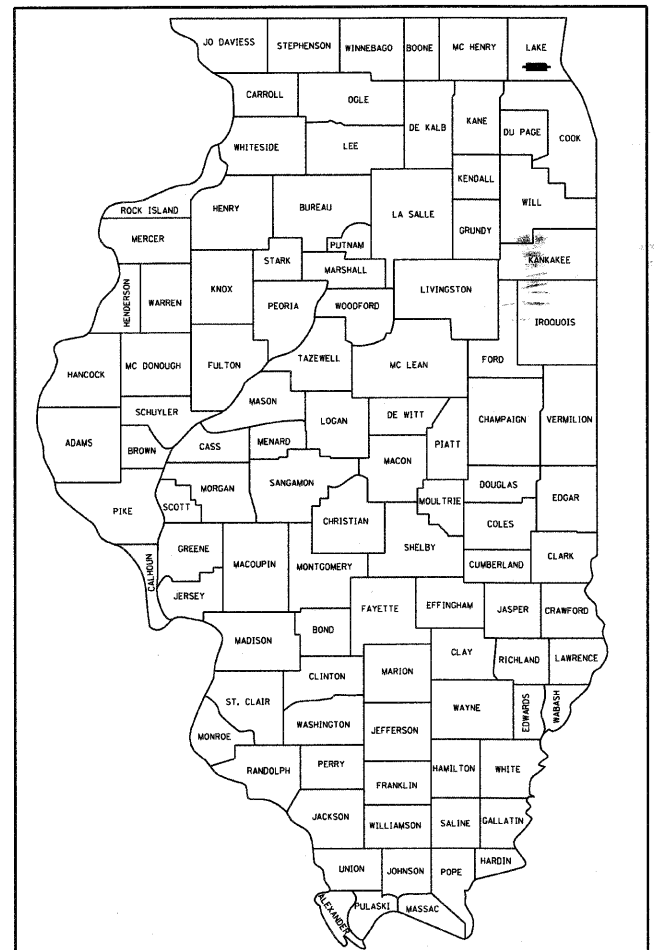 JO DAVIESS
STEPHENSON
WINNEBAGO
BOONE
MC HENRY
LAKE
CARROLL
OGLE
DE KALB
KANE
DU PAGE
COOK
WHITESIDE
LEE
KENDALL
WILL
ROCK ISLAND
HENRY
BUREAU
LA SALLE
GRUNDY
MERCER
PUTNAM
STARK
MARSHALL
KANKAKEE
HENDERSON
WARREN
KNOX
PEORIA
WOODFORD
LIVINGSTON
IROQUOIS
HANCOCK
MC DONOUGH
FULTON
TAZEWELL
MC LEAN
FORD
SCHUYLER
MASON
LOGAN
DE WITT
CHAMPAIGN
VERMILION
ADAMS
BROWN
CASS
MENARD
PIATT
MACON
PIKE
SCOTT
MORGAN
SANGAMON
MOULTRIE
DOUGLAS
EDGAR
CHRISTIAN
COLES
CALHOUN
GREENE
MACOUPIN
MONTGOMERY
SHELBY
CUMBERLAND
CLARK
JERSEY
FAYETTE
EFFINGHAM
JASPER
CRAWFORD
MADISON
BOND
CLAY
RICHLAND
LAWRENCE
CLINTON
MARION
ST. CLAIR
WAYNE
EDWARDS
WABASH
MONROE
WASHINGTON
JEFFERSON
RANDOLPH
PERRY
HAMILTON
WHITE
FRANKLIN
JACKSON
WILLIAMSON
SALINE
GALLATIN
UNION
JOHNSON
POPE
HARDIN
ALEXANDER
PULASKI
MASSAC